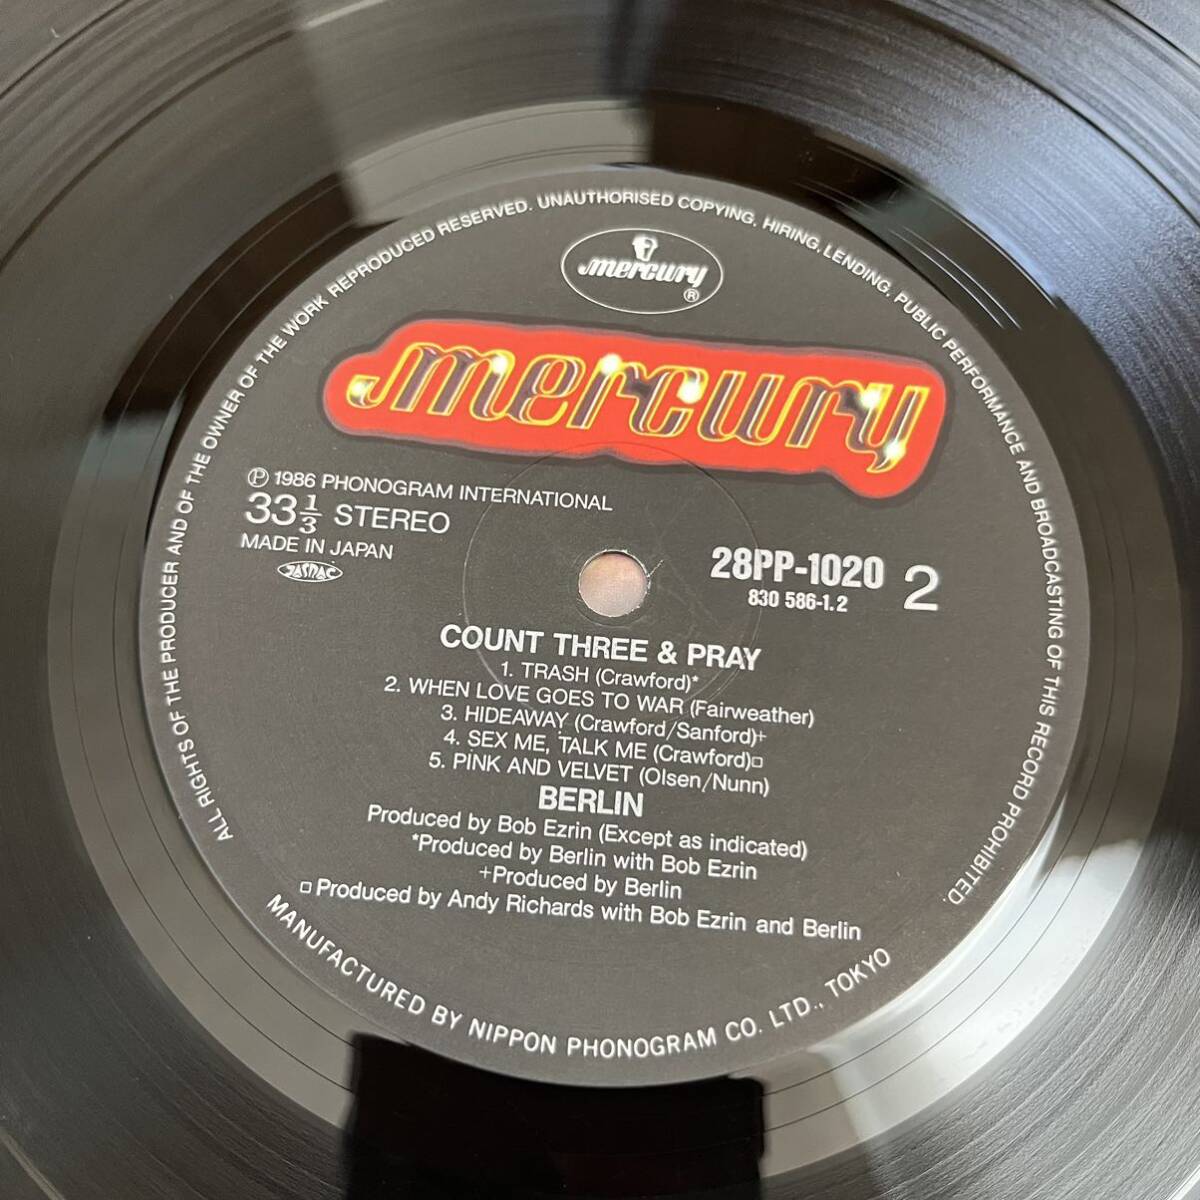 ALL RIGHTS OF THE PRODUCER AND OF THE OWNER OF THE WORK REPRODUCED RESERVED. UNAUTHORISED COPYING, HIRING, LENDING, PUBLIC PERFORMANCE AND BROADCASTING OF THIS RECORD PROHIBITED.
mercury ®
mercury
℗ 1986 PHONOGRAM INTERNATIONAL
33 1/3 STEREO
MADE IN JAPAN
JASRAC
28PP-1020 2
830 586-1.2
COUNT THREE & PRAY
1. TRASH (Crawford)*
2. WHEN LOVE GOES TO WAR (Fairweather)
3. HIDEAWAY (Crawford/Sanford)+
4. SEX ME, TALK ME (Crawford)□
5. PINK AND VELVET (Olsen/Nunn)
BERLIN
Produced by Bob Ezrin (Except as indicated)
*Produced by Berlin with Bob Ezrin
+Produced by Berlin
□ Produced by Andy Richards with Bob Ezrin and Berlin
MANUFACTURED BY NIPPON PHONOGRAM CO. LTD., TOKYO